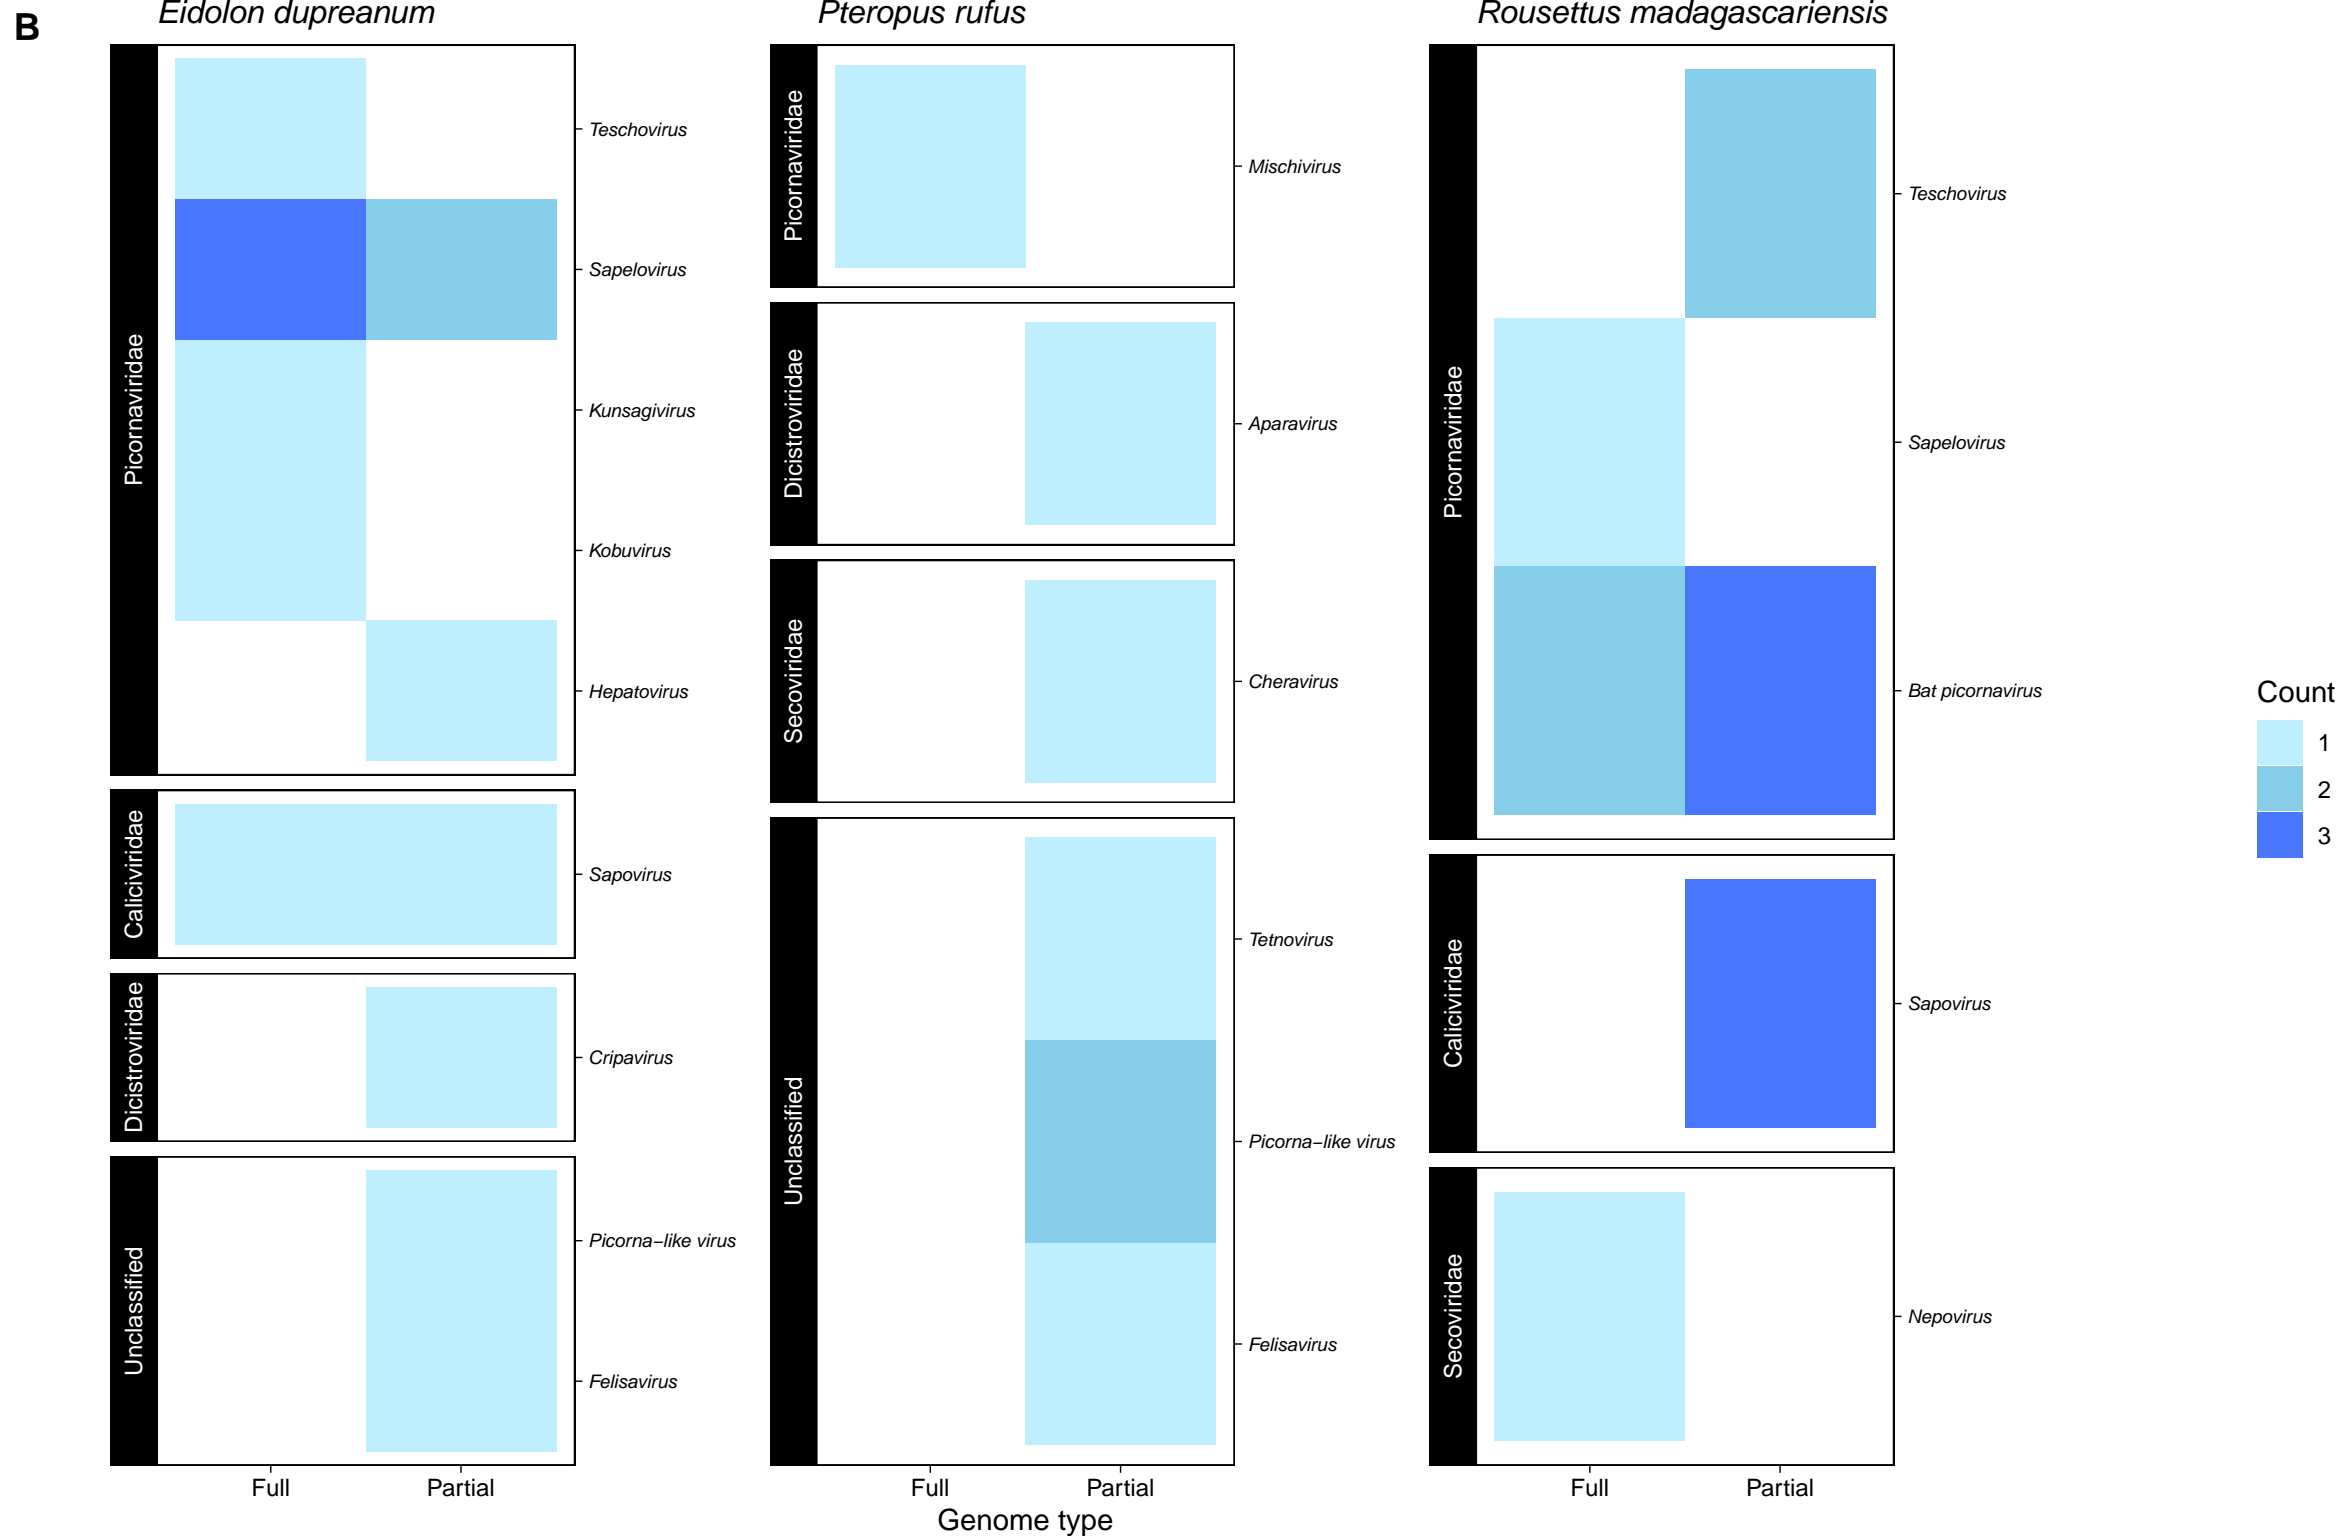 B
Eidolon dupreanum
Picornaviridae
Teschovirus
Sapelovirus
Kunsagivirus
Kobuvirus
Hepatovirus
Caliciviridae
Sapovirus
Dicistroviridae
Cripavirus
Unclassified
Picorna–like virus
Felisavirus
Full
Partial
Pteropus rufus
Picornaviridae
Mischivirus
Dicistroviridae
Aparavirus
Secoviridae
Cheravirus
Unclassified
Tetnovirus
Picorna–like virus
Felisavirus
Full
Partial
Genome type
Rousettus madagascariensis
Picornaviridae
Teschovirus
Sapelovirus
Bat picornavirus
Caliciviridae
Sapovirus
Secoviridae
Nepovirus
Full
Partial
Count
1
2
3